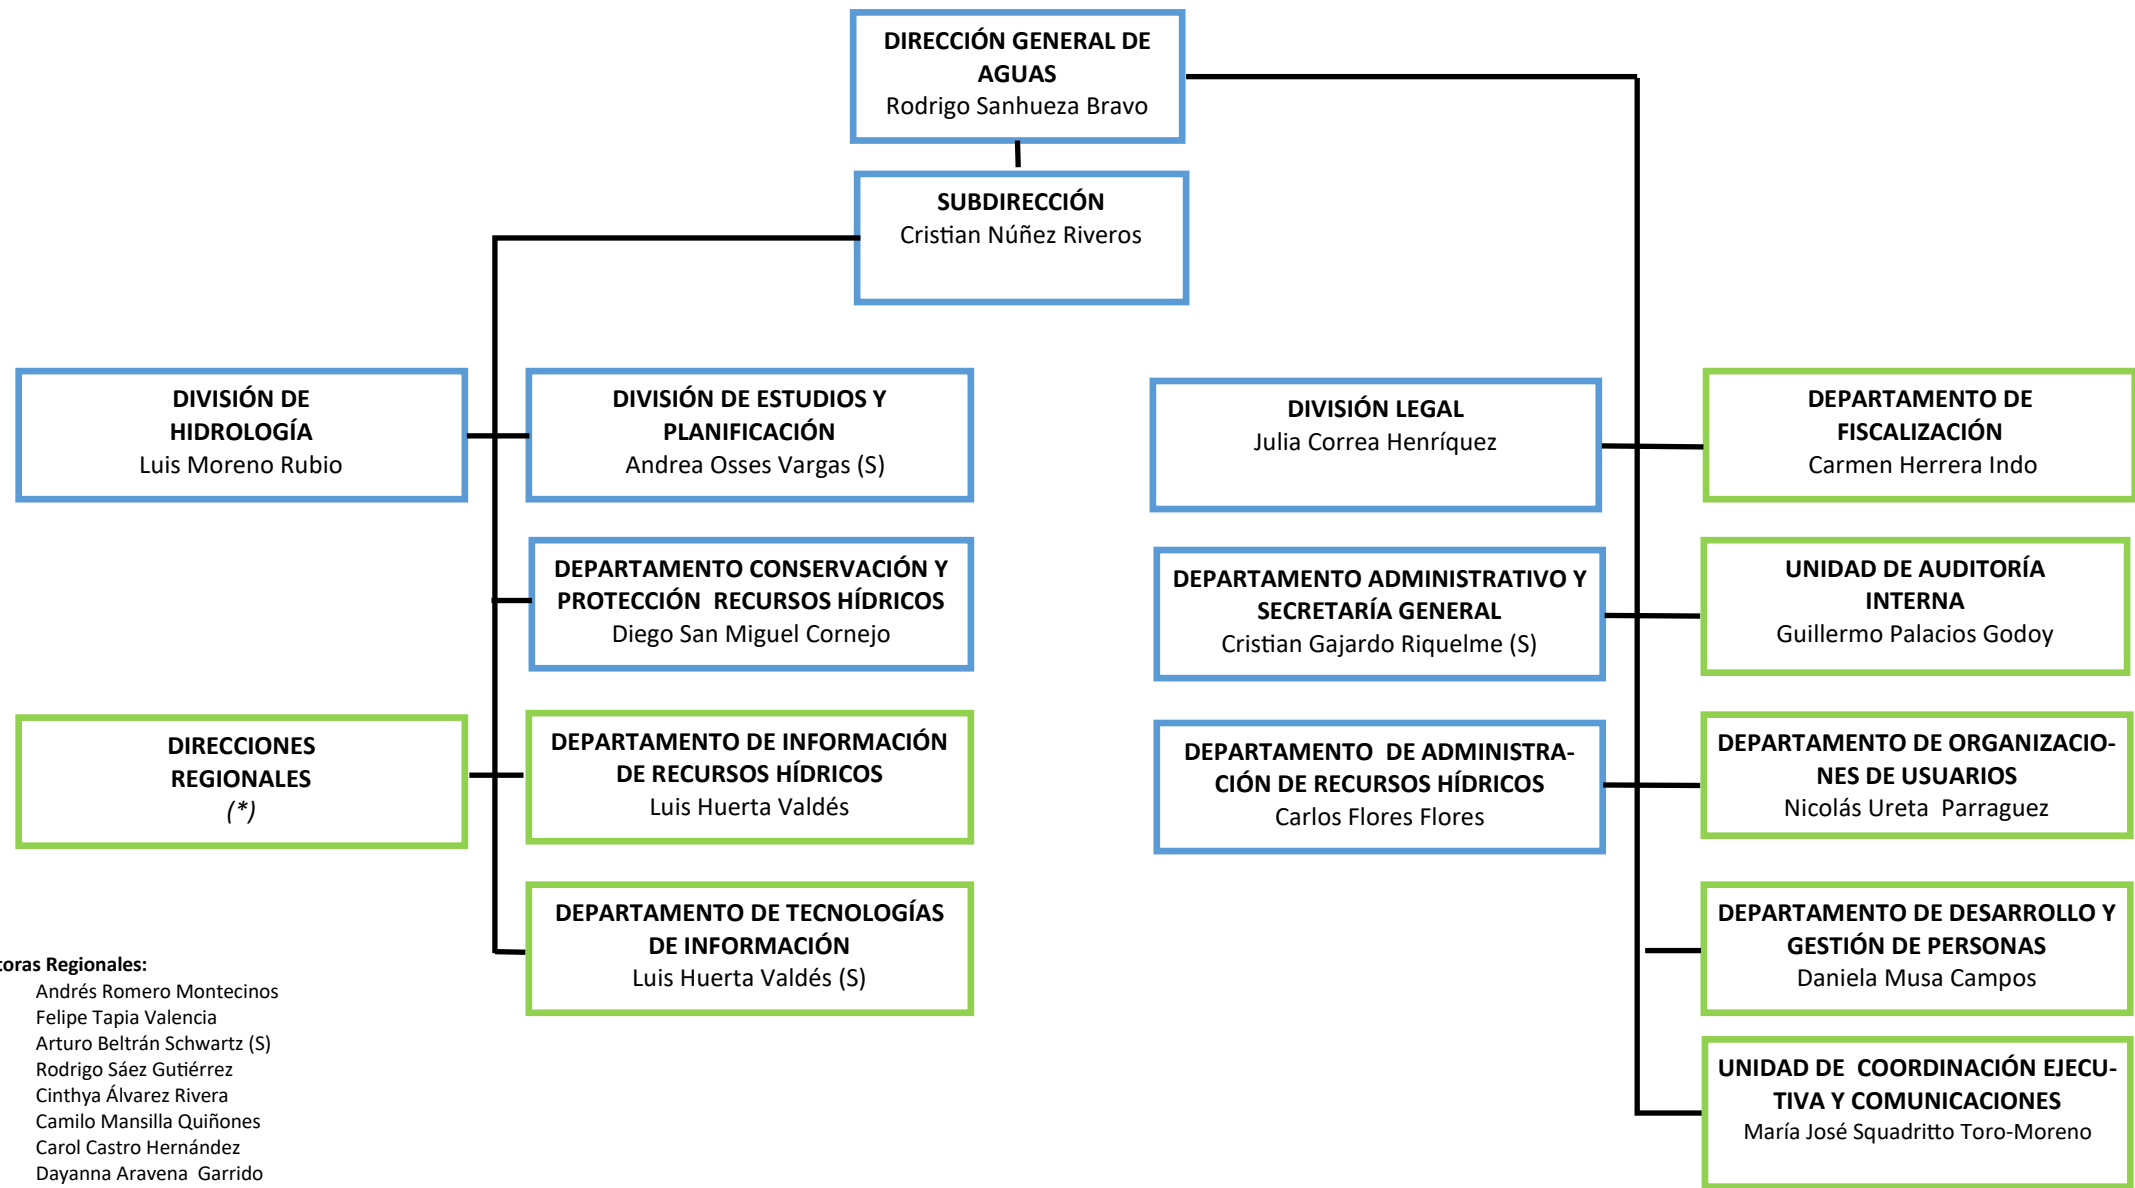 DIRECCIÓN GENERAL DE
AGUAS
Rodrigo Sanhueza Bravo
SUBDIRECCIÓN
Cristian Núñez Riveros
DIVISIÓN DE
HIDROLOGÍA
Luis Moreno Rubio
DIVISIÓN DE ESTUDIOS Y
PLANIFICACIÓN
Andrea Osses Vargas (S)
DIVISIÓN LEGAL
Julia Correa Henríquez
DEPARTAMENTO DE
FISCALIZACIÓN
Carmen Herrera Indo
DEPARTAMENTO CONSERVACIÓN Y
PROTECCIÓN RECURSOS HÍDRICOS
Diego San Miguel Cornejo
DEPARTAMENTO ADMINISTRATIVO Y
SECRETARÍA GENERAL
Cristian Gajardo Riquelme (S)
UNIDAD DE AUDITORÍA
INTERNA
Guillermo Palacios Godoy
DIRECCIONES
REGIONALES
(*)
DEPARTAMENTO DE INFORMACIÓN
DE RECURSOS HÍDRICOS
Luis Huerta Valdés
DEPARTAMENTO DE ADMINISTRA-
CIÓN DE RECURSOS HÍDRICOS
Carlos Flores Flores
DEPARTAMENTO DE ORGANIZACIO-
NES DE USUARIOS
Nicolás Ureta Parraguez
DEPARTAMENTO DE TECNOLOGÍAS
DE INFORMACIÓN
Luis Huerta Valdés (S)
DEPARTAMENTO DE DESARROLLO Y
GESTIÓN DE PERSONAS
Daniela Musa Campos
UNIDAD DE COORDINACIÓN EJECU-
TIVA Y COMUNICACIONES
María José Squadritto Toro-Moreno
toras Regionales:
Andrés Romero Montecinos
Felipe Tapia Valencia
Arturo Beltrán Schwartz (S)
Rodrigo Sáez Gutiérrez
Cinthya Álvarez Rivera
Camilo Mansilla Quiñones
Carol Castro Hernández
Dayanna Aravena Garrido